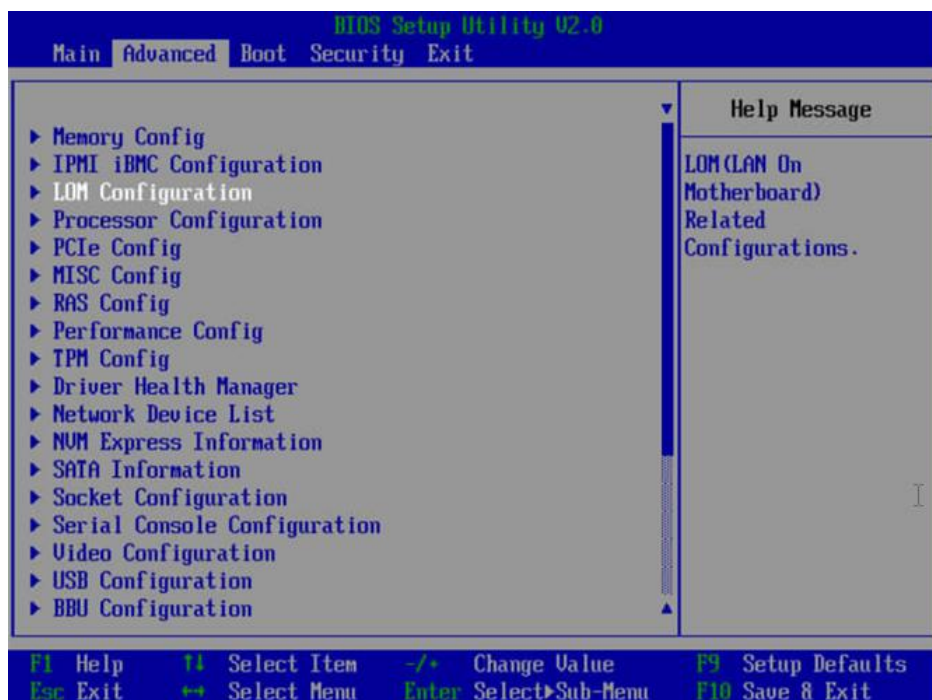 BIOS Setup Utility V2.0
Main Advanced Boot Security Exit
Help Message
▶ Memory Config
▶ IPMI iBMC Configuration
▶ LOM Configuration
▶ Processor Configuration
▶ PCIe Config
▶ MISC Config
▶ RAS Config
▶ Performance Config
▶ TPM Config
▶ Driver Health Manager
▶ Network Device List
▶ NVM Express Information
▶ SATA Information
▶ Socket Configuration
▶ Serial Console Configuration
▶ Video Configuration
▶ USB Configuration
▶ BBU Configuration
LOM(LAN On
Motherboard)
Related
Configurations.
F1 Help ↑↓ Select Item -/+ Change Value F9 Setup Defaults
Esc Exit ↔ Select Menu Enter Select▶Sub-Menu F10 Save & Exit